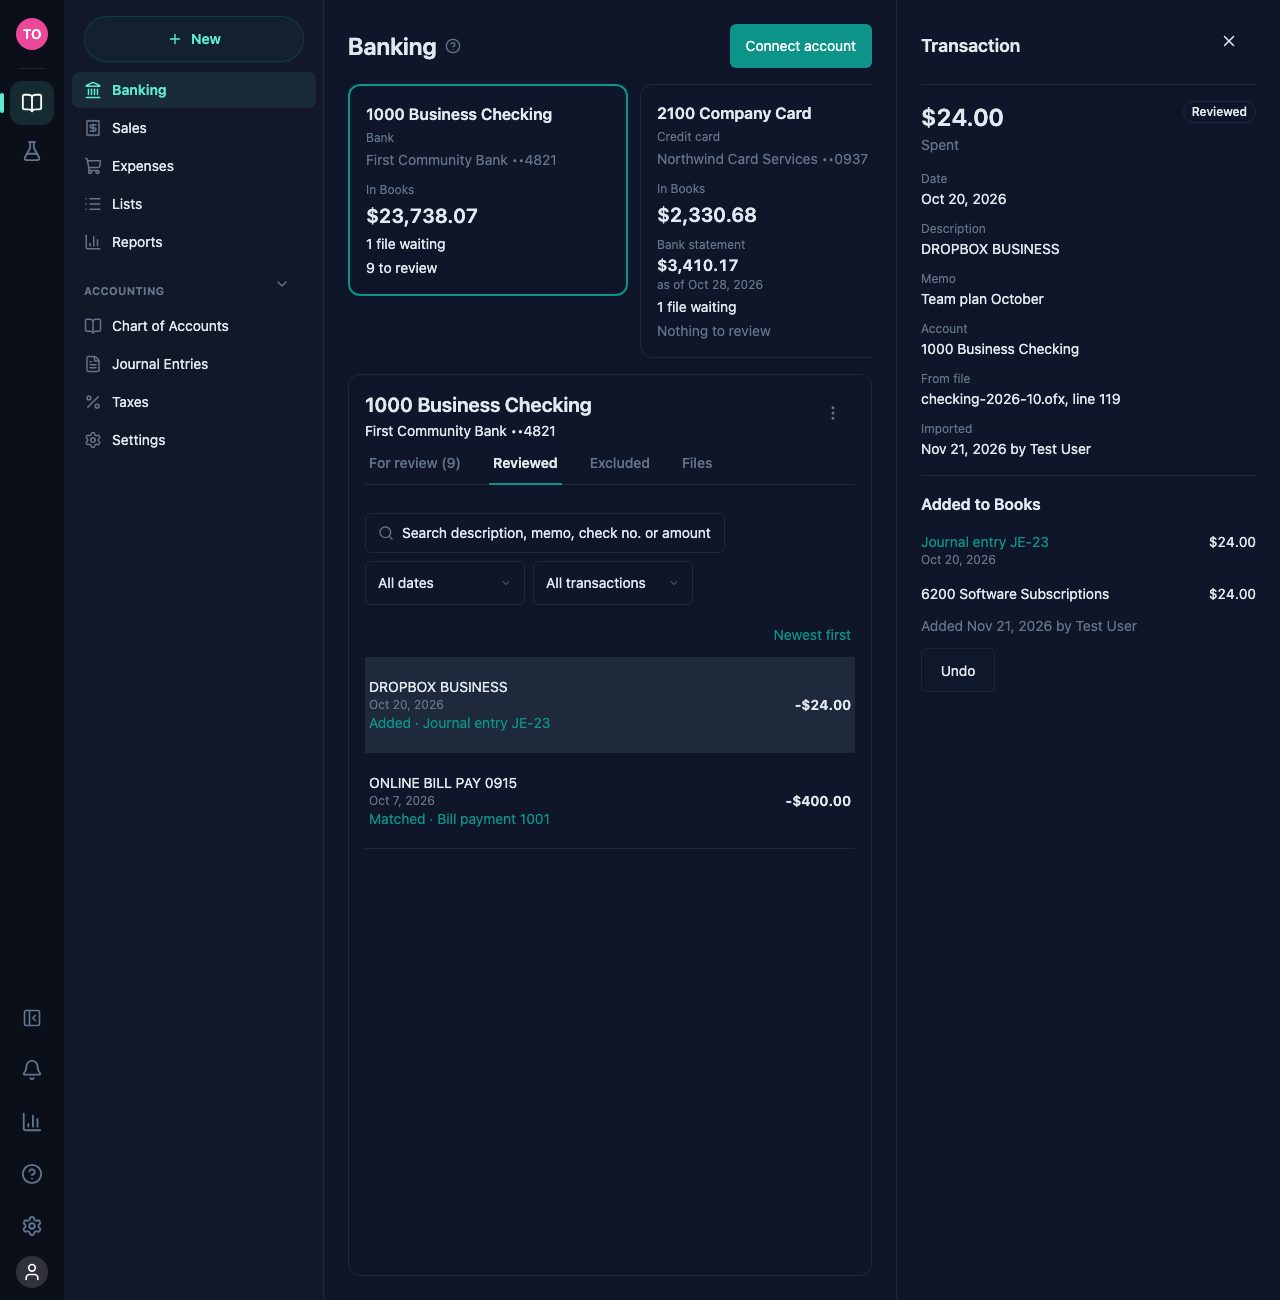 TO
New
Banking
Sales
Expenses
Lists
Reports
ACCOUNTING
Chart of Accounts
Journal Entries
Taxes
Settings
Banking
Connect account
1000 Business Checking
Bank
First Community Bank ••4821
In Books
$23,738.07
1 file waiting
9 to review
2100 Company Card
Credit card
Northwind Card Services ••0937
In Books
$2,330.68
Bank statement
$3,410.17
as of Oct 28, 2026
1 file waiting
Nothing to review
1000 Business Checking
First Community Bank ••4821
For review (9)
Reviewed
Excluded
Files
Search description, memo, check no. or amount
All dates
All transactions
Newest first
DROPBOX BUSINESS
Oct 20, 2026
Added · Journal entry JE-23
-$24.00
ONLINE BILL PAY 0915
Oct 7, 2026
Matched · Bill payment 1001
-$400.00
Transaction
$24.00
Reviewed
Spent
Date
Oct 20, 2026
Description
DROPBOX BUSINESS
Memo
Team plan October
Account
1000 Business Checking
From file
checking-2026-10.ofx, line 119
Imported
Nov 21, 2026 by Test User
Added to Books
Journal entry JE-23
$24.00
Oct 20, 2026
6200 Software Subscriptions
$24.00
Added Nov 21, 2026 by Test User
Undo